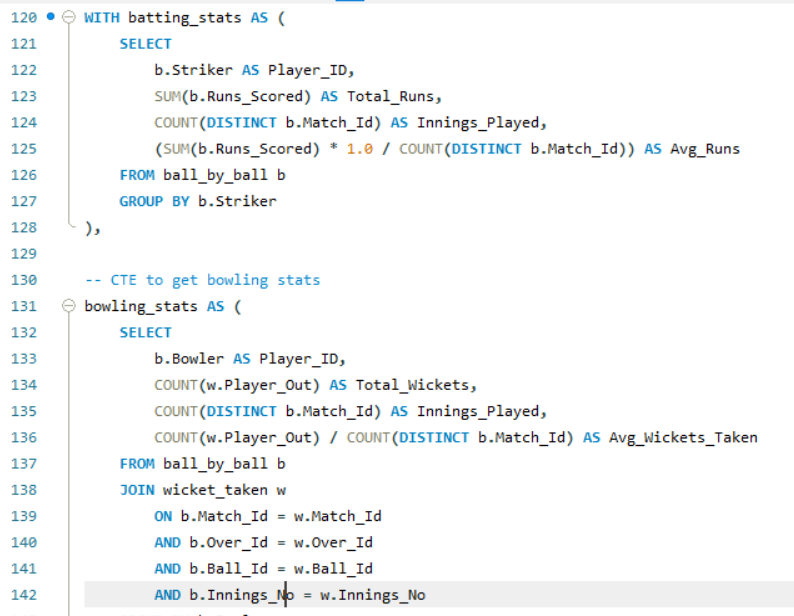 120 WITH batting_stats AS (
121 SELECT
122 b.Striker AS Player_ID,
123 SUM(b.Runs_Scored) AS Total_Runs,
124 COUNT(DISTINCT b.Match_Id) AS Innings_Played,
125 (SUM(b.Runs_Scored) * 1.0 / COUNT(DISTINCT b.Match_Id)) AS Avg_Runs
126 FROM ball_by_ball b
127 GROUP BY b.Striker
128 ),
129
130 -- CTE to get bowling stats
131 bowling_stats AS (
132 SELECT
133 b.Bowler AS Player_ID,
134 COUNT(w.Player_Out) AS Total_Wickets,
135 COUNT(DISTINCT b.Match_Id) AS Innings_Played,
136 COUNT(w.Player_Out) / COUNT(DISTINCT b.Match_Id) AS Avg_Wickets_Taken
137 FROM ball_by_ball b
138 JOIN wicket_taken w
139 ON b.Match_Id = w.Match_Id
140 AND b.Over_Id = w.Over_Id
141 AND b.Ball_Id = w.Ball_Id
142 AND b.Innings_No = w.Innings_No